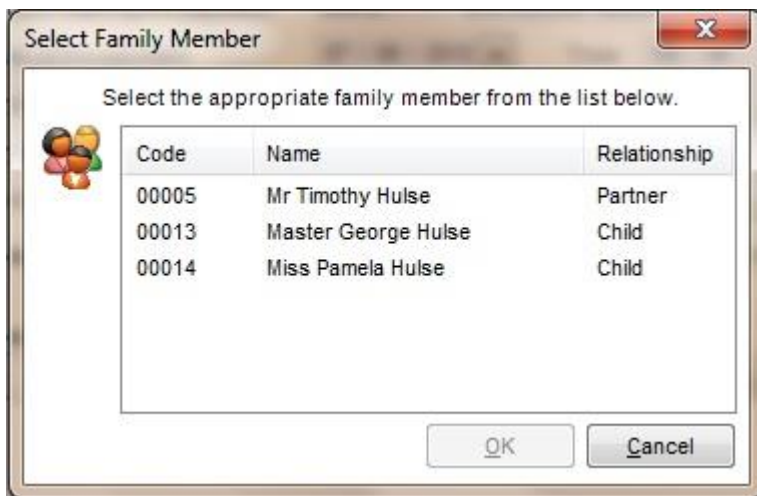 Select Family Member
Select the appropriate family member from the list below.
Code Name Relationship
00005 Mr Timothy Hulse Partner
00013 Master George Hulse Child
00014 Miss Pamela Hulse Child
OK Cancel